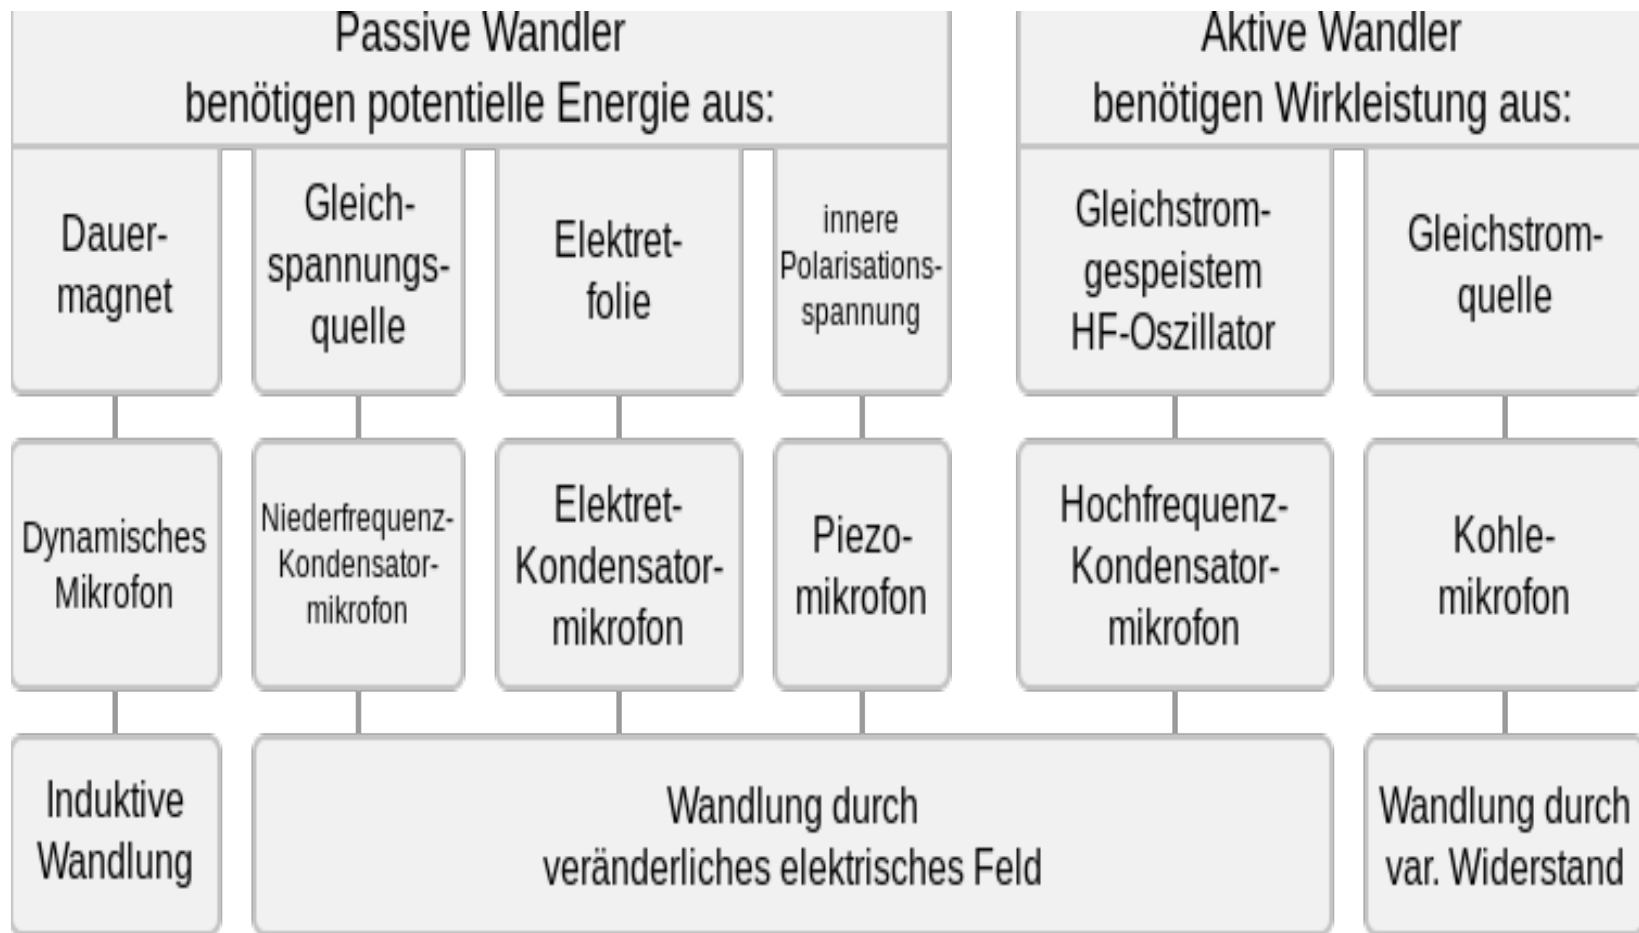 Passive Wandler
benötigen potentielle Energie aus:
Aktive Wandler
benötigen Wirkleistung aus:
Dauer-
magnet
Gleich-
spannungs-
quelle
Elektret-
folie
innere
Polarisations-
spannung
Gleichstrom-
gespeistem
HF-Oszillator
Gleichstrom-
quelle
Dynamisches
Mikrofon
Niederfrequenz-
Kondensator-
mikrofon
Elektret-
Kondensator-
mikrofon
Piezo-
mikrofon
Hochfrequenz-
Kondensator-
mikrofon
Kohle-
mikrofon
Induktive
Wandlung
Wandlung durch
veränderliches elektrisches Feld
Wandlung durch
var. Widerstand